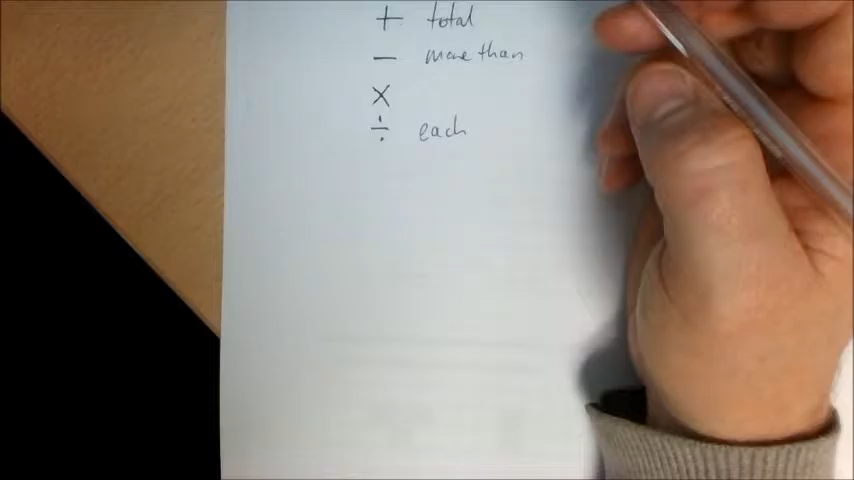 + total
− more than
×
÷ each